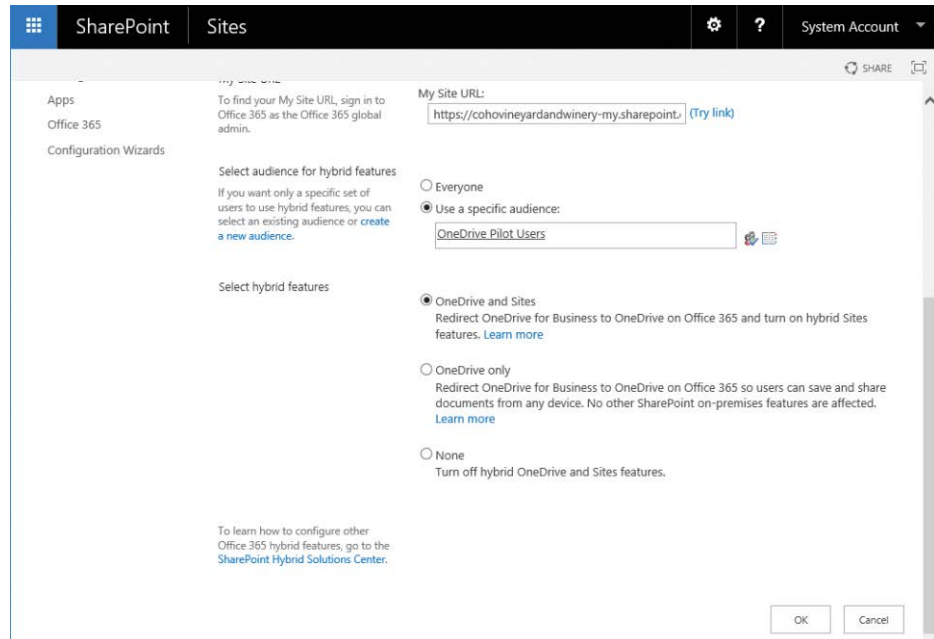 SharePoint Sites ? System Account
SHARE
Apps
Office 365
Configuration Wizards
My Site URL
To find your My Site URL, sign in to
Office 365 as the Office 365 global
admin.
My Site URL:
https://cohovineyardandwinery-my.sharepoint. (Try link)
Select audience for hybrid features
If you want only a specific set of
users to use hybrid features, you can
select an existing audience or create
a new audience.
Everyone
Use a specific audience:
OneDrive Pilot Users
Select hybrid features
OneDrive and Sites
Redirect OneDrive for Business to OneDrive on Office 365 and turn on hybrid Sites
features. Learn more
OneDrive only
Redirect OneDrive for Business to OneDrive on Office 365 so users can save and share
documents from any device. No other SharePoint on-premises features are affected.
Learn more
None
Turn off hybrid OneDrive and Sites features.
To learn how to configure other
Office 365 hybrid features, go to the
SharePoint Hybrid Solutions Center.
OK Cancel